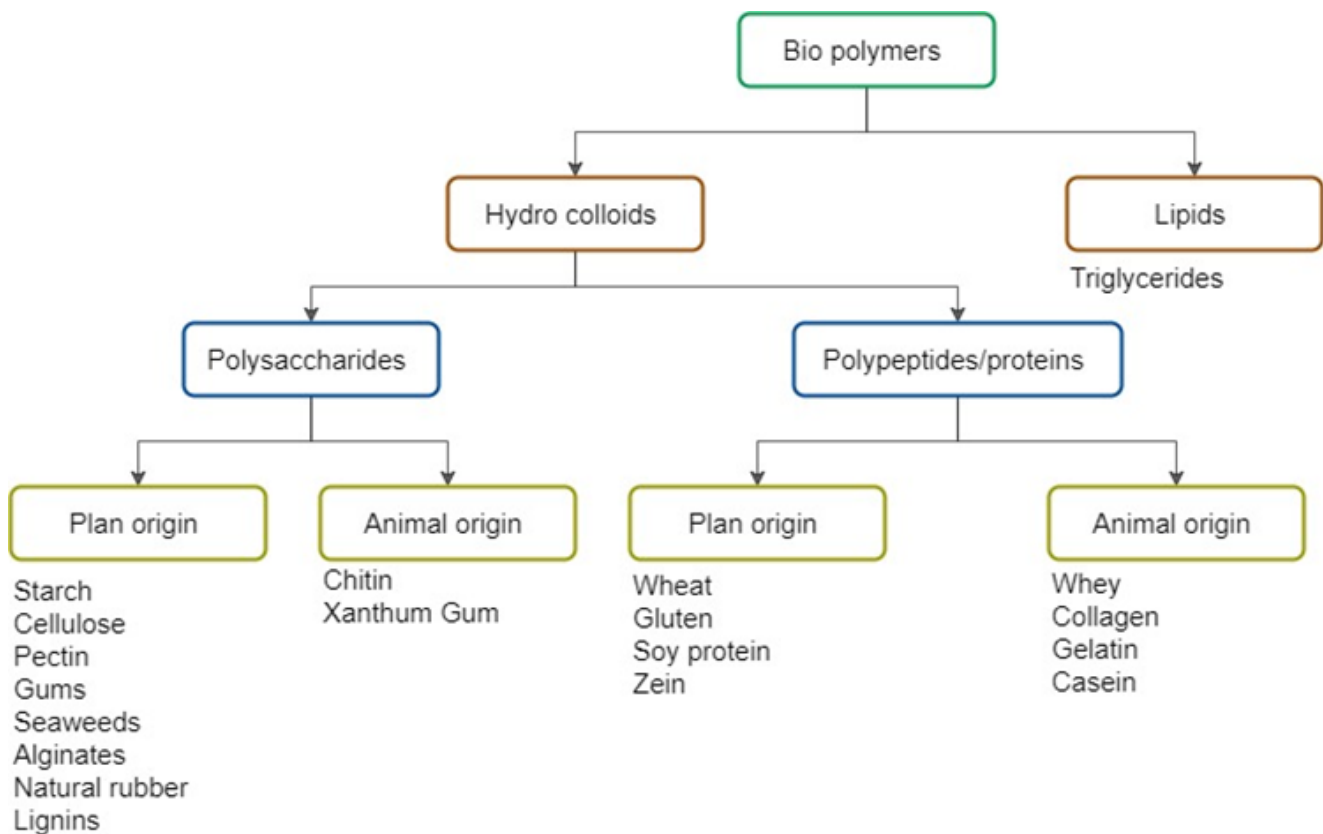 Bio polymers
Hydro colloids
Lipids
Triglycerides
Polysaccharides
Polypeptides/proteins
Plan origin
Animal origin
Plan origin
Animal origin
Starch
Cellulose
Pectin
Gums
Seaweeds
Alginates
Natural rubber
Lignins
Chitin
Xanthum Gum
Wheat
Gluten
Soy protein
Zein
Whey
Collagen
Gelatin
Casein